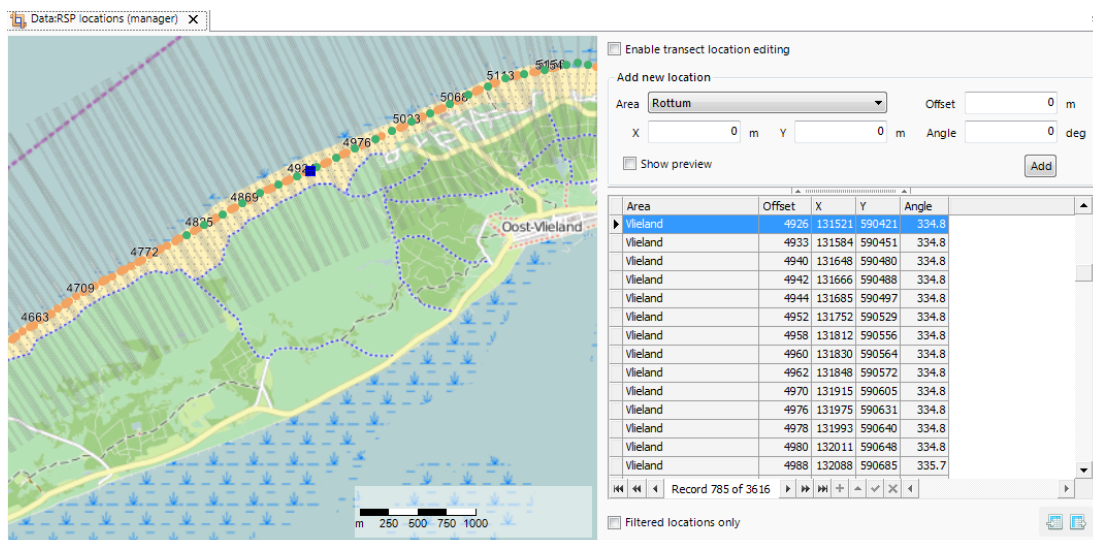 Data:RSP locations (manager) X
5113
5068
5023
4976
4869
4825
4772
4709
4663
Oost-Vlieland
m 250 500 750 1000
Enable transect location editing
Add new location
Area Rottum Offset 0 m
X 0 m Y 0 m Angle 0 deg
Show preview Add
Area Offset X Y Angle
Vlieland 4926 131521 590421 334.8
Vlieland 4933 131584 590451 334.8
Vlieland 4940 131648 590480 334.8
Vlieland 4942 131666 590488 334.8
Vlieland 4944 131685 590497 334.8
Vlieland 4952 131752 590529 334.8
Vlieland 4958 131812 590556 334.8
Vlieland 4960 131830 590564 334.8
Vlieland 4962 131848 590572 334.8
Vlieland 4970 131915 590605 334.8
Vlieland 4976 131975 590631 334.8
Vlieland 4978 131993 590640 334.8
Vlieland 4980 132011 590648 334.8
Vlieland 4988 132088 590685 335.7
Record 785 of 3616
Filtered locations only